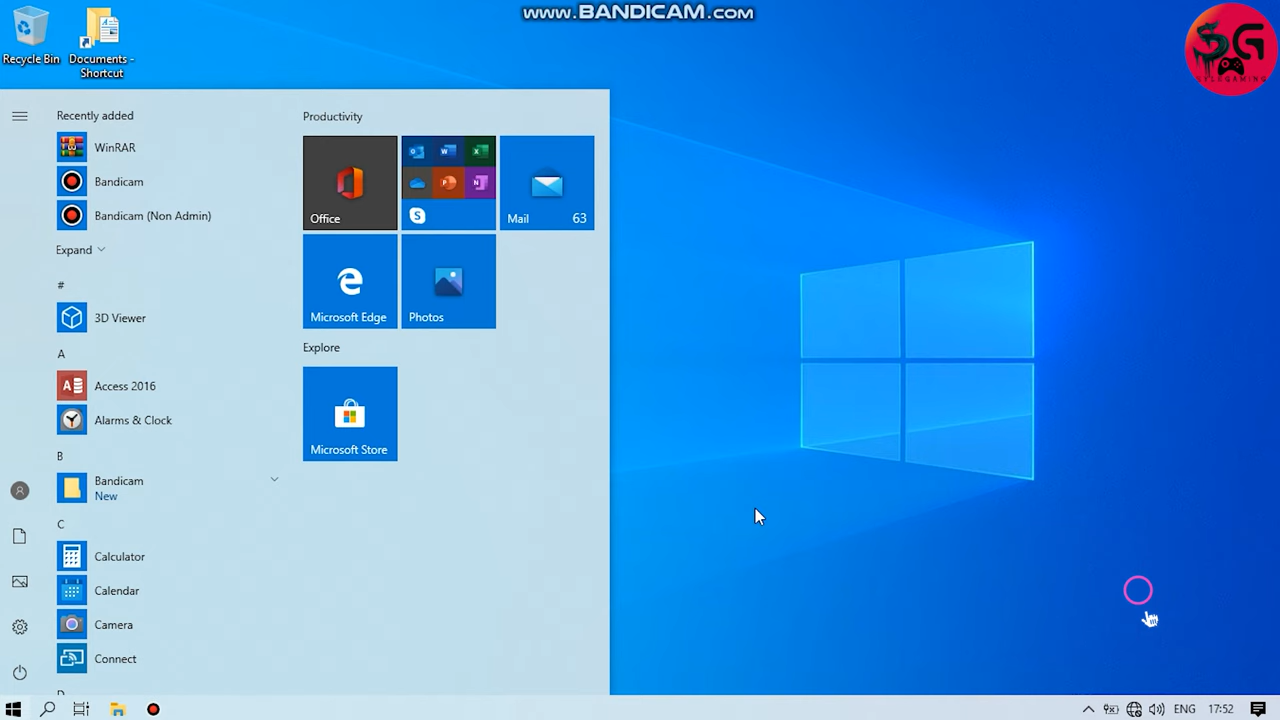 www.BANDICAM.com
SG
SYLEGAMING
Recycle Bin
Documents -
Shortcut
Recently added
WinRAR
Bandicam
Bandicam (Non Admin)
Expand
#
3D Viewer
A
Access 2016
Alarms & Clock
B
Bandicam
New
C
Calculator
Calendar
Camera
Connect
Productivity
Office
Mail 63
Microsoft Edge
Photos
Explore
Microsoft Store
ENG 17:52